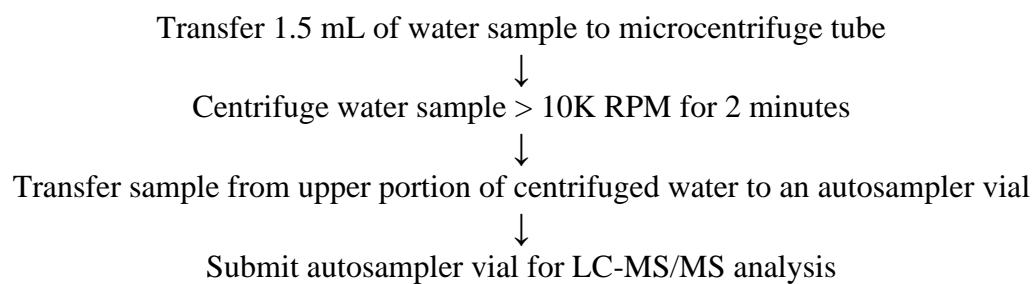 Transfer 1.5 mL of water sample to microcentrifuge tube
↓
Centrifuge water sample > 10K RPM for 2 minutes
↓
Transfer sample from upper portion of centrifuged water to an autosampler vial
↓
Submit autosampler vial for LC-MS/MS analysis